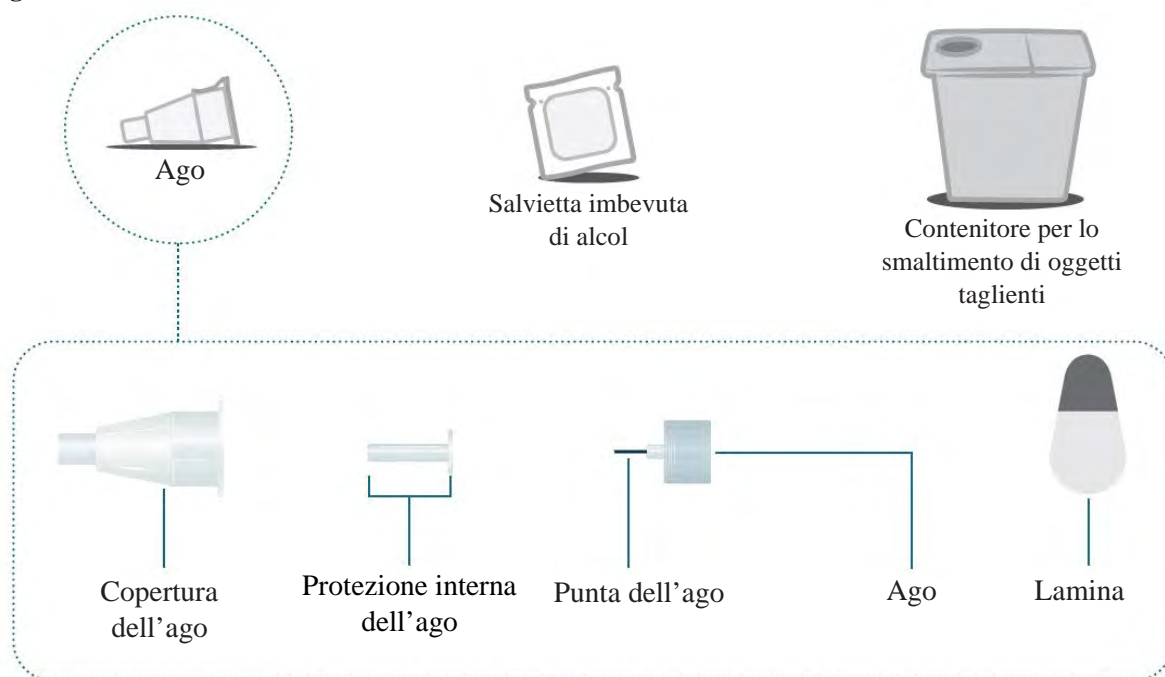 Ago
Salvietta imbevuta
di alcol
Contenitore per lo
smaltimento di oggetti
taglienti
Copertura
dell’ago
Protezione interna
dell’ago
Punta dell’ago
Ago
Lamina